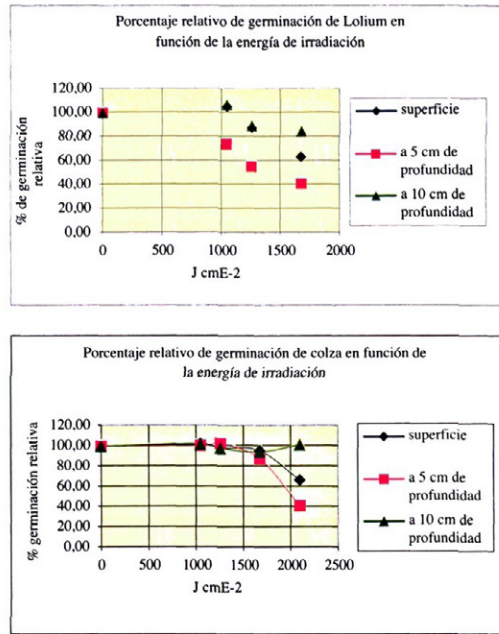 Porcentaje relativo de germinación de Lolium en
función de la energía de irradiación
% de germinación
relativa
120,00
100,00
80,00
60,00
40,00
20,00
0,00
0
500
1000
1500
2000
J cmE-2
superficie
a 5 cm de
profundidad
a 10 cm de
profundidad
Porcentaje relativo de germinación de colza en función de
la energía de irradiación
% germinación relativa
120,00
100,00
80,00
60,00
40,00
20,00
0,00
0
500
1000
1500
2000
2500
J cmE-2
superficie
a 5 cm de
profundidad
a 10 cm de
profundidad